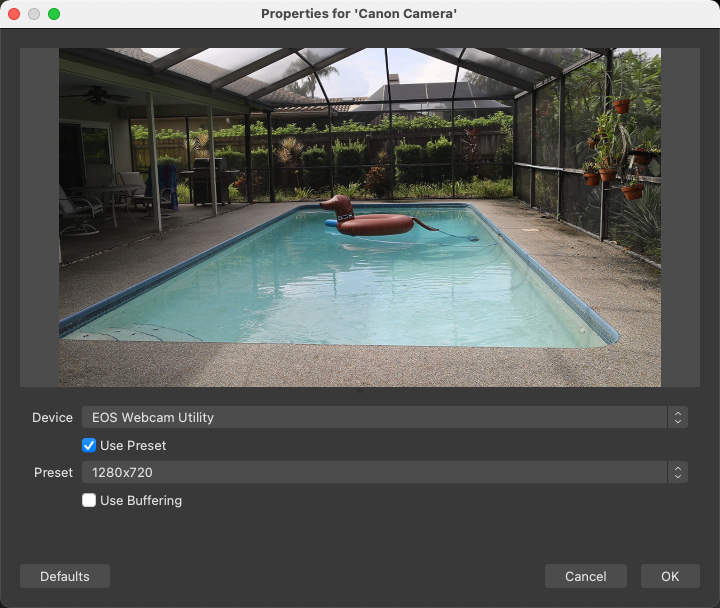 Properties for 'Canon Camera'
Device EOS Webcam Utility
Use Preset
Preset 1280x720
Use Buffering
Defaults Cancel OK